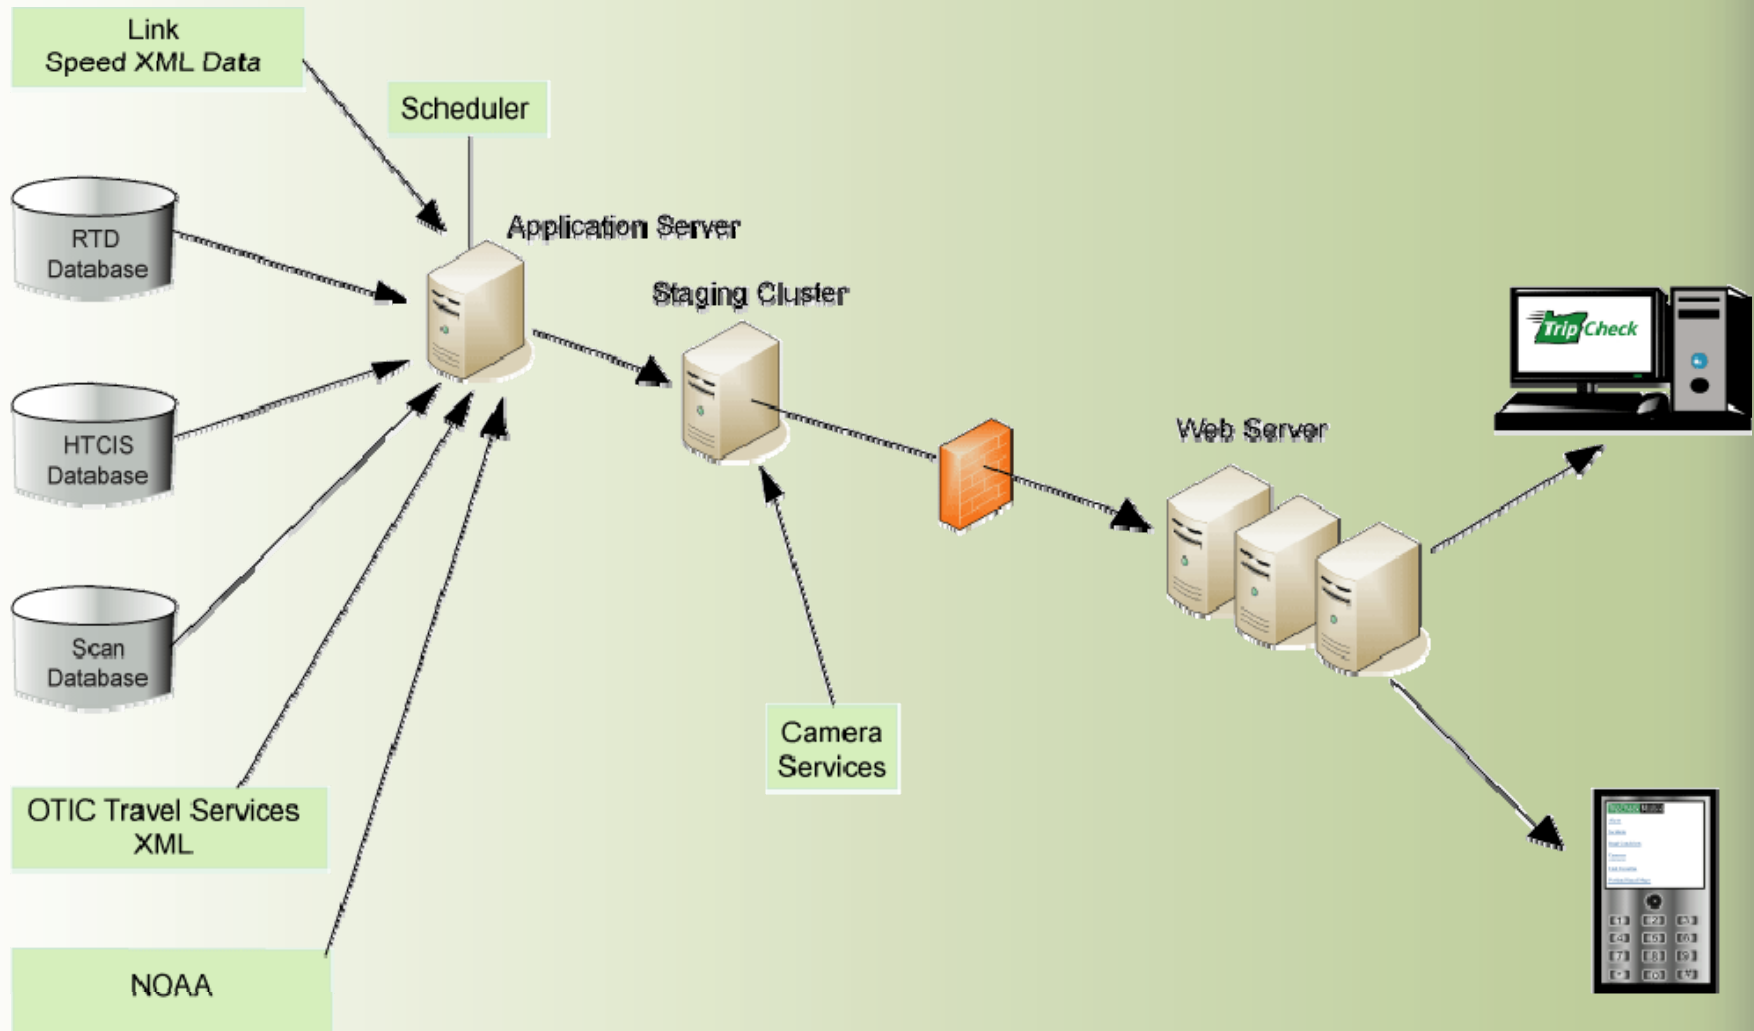 Link
Speed XML Data
Scheduler
Application Server
RTD
Database
Staging Cluster
Trip Check
HTCIS
Database
Web Server
Scan
Database
Camera
Services
OTIC Travel Services
XML
NOAA